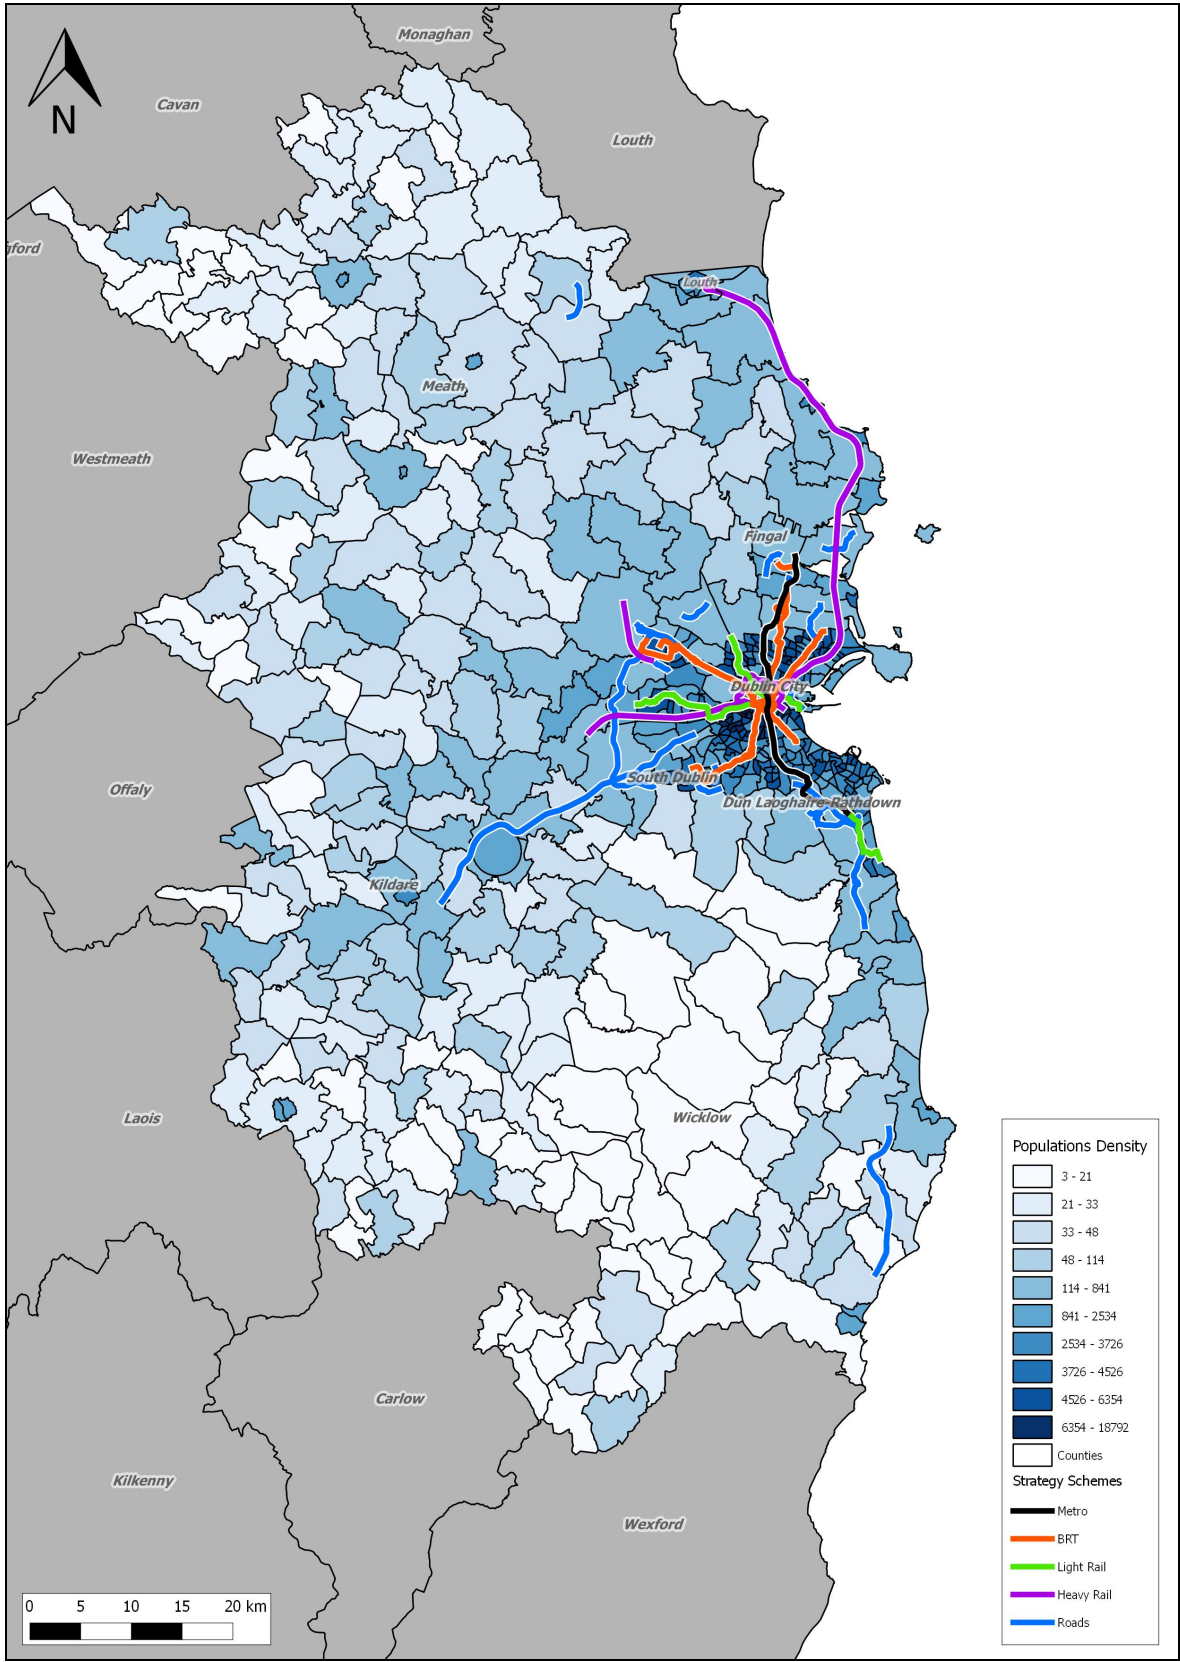 Monaghan
Cavan
N
Louth
gford
Louth
Meath
Westmeath
Fingal
Dublin City
Offaly
South Dublin
Dún Laoghaire-Rathdown
Kildare
Laois
Wicklow
Populations Density
3 - 21
21 - 33
33 - 48
48 - 114
114 - 841
841 - 2534
2534 - 3726
3726 - 4526
4526 - 6354
6354 - 18792
Counties
Strategy Schemes
Metro
BRT
Light Rail
Heavy Rail
Roads
Carlow
Kilkenny
Wexford
0 5 10 15 20 km